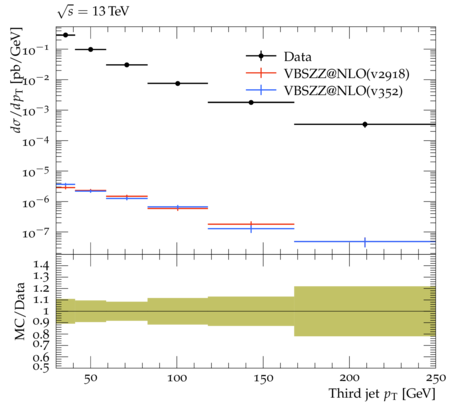 √s = 13 TeV
dσ/dpT [pb/GeV]
10−1
10−2
10−3
10−4
10−5
10−6
10−7
Data
VBSZZ@NLO(v2918)
VBSZZ@NLO(v352)
MC/Data
1.4
1.3
1.2
1.1
1
0.9
0.8
0.7
0.6
0.5
50 100 150 200 250
Third jet pT [GeV]